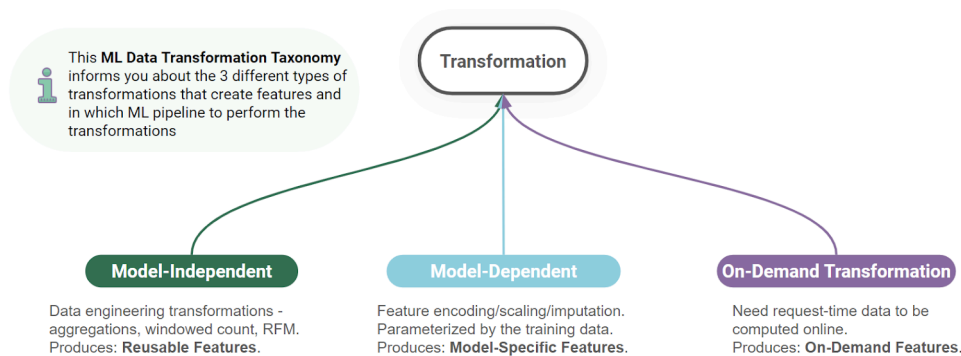 This ML Data Transformation Taxonomy
informs you about the 3 different types of
transformations that create features and
in which ML pipeline to perform the
transformations
Transformation
Model-Independent
Data engineering transformations -
aggregations, windowed count, RFM.
Produces: Reusable Features.
Model-Dependent
Feature encoding/scaling/imputation.
Parameterized by the training data.
Produces: Model-Specific Features.
On-Demand Transformation
Need request-time data to be
computed online.
Produces: On-Demand Features.